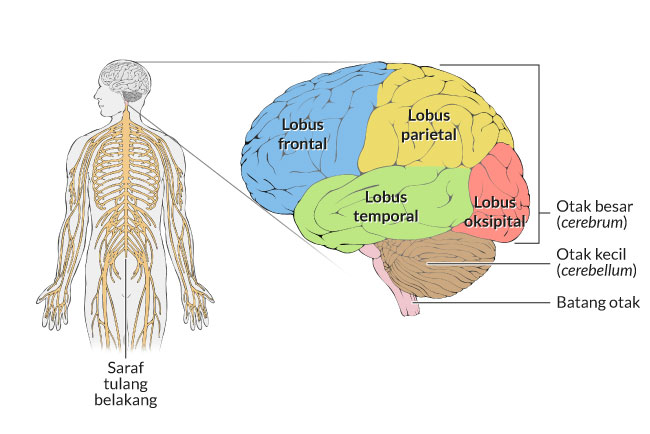 Lobus
frontal
Lobus
parietal
Lobus
temporal
Lobus
oksipital
Otak besar
(cerebrum)
Otak kecil
(cerebellum)
Batang otak
Saraf
tulang
belakang